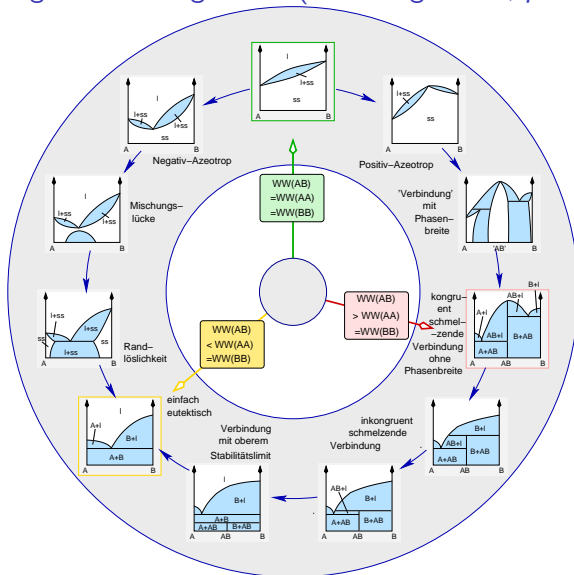 l
l+ss
ss
A
B
l
l+ss
l+ss
ss
A
B
Negativ–Azeotrop
l+ss
ss
A
B
Positiv–Azeotrop
l
l+ss
l+ss
A
B
Mischungs–
lücke
'Verbindung'
mit
Phasen–
breite
A
'AB'
B
WW(AB)
=WW(AA)
=WW(BB)
WW(AB)
> WW(AA)
=WW(BB)
WW(AB)
< WW(AA)
=WW(BB)
l+ss
l+ss
ss
ss
l+ss
A
B
Rand–
löslichkeit
kongru–
ent
schmel–
–zende
Verbindung
ohne
Phasenbreite
B+l
AB+l
A+l
AB+l
B+AB
A+AB
A
AB
B
einfach
eutektisch
l
A+l
B+l
A+B
A
B
Verbindung
mit oberem
Stabilitätslimit
l
B+l
A+B
A+AB
B+AB
A
AB
B
inkongruent
schmelzende
Verbindung
l
B+l
AB+l
A+AB
B+AB
A
AB
B
l
B+l
AB+l
A+AB
B+AB
A
AB
B